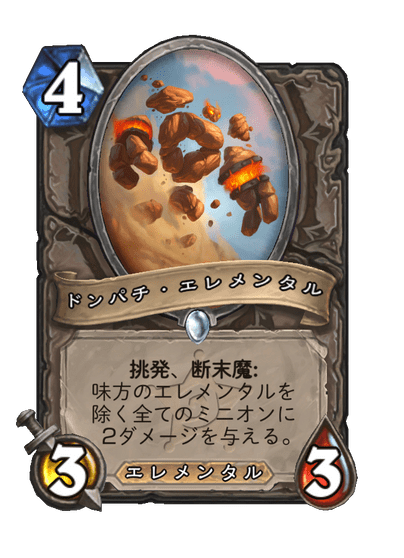 4
ドンパチ・エレメンタル
挑発、断末魔:
味方のエレメンタルを
除く全てのミニオンに
2ダメージを与える。
3
エレメンタル
3